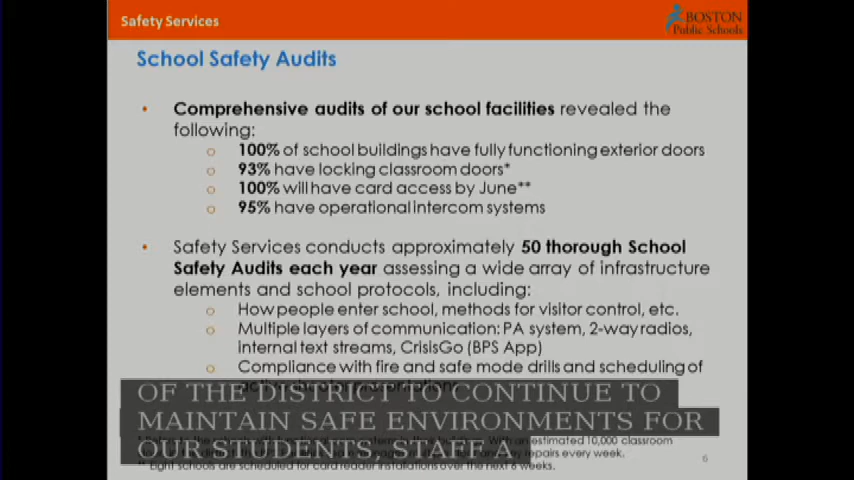 Safety Services
BOSTON
Public Schools
School Safety Audits
• Comprehensive audits of our school facilities revealed the
following:
o 100% of school buildings have fully functioning exterior doors
o 93% have locking classroom doors*
o 100% will have card access by June**
o 95% have operational intercom systems
• Safety Services conducts approximately 50 thorough School
Safety Audits each year assessing a wide array of infrastructure
elements and school protocols, including:
o How people enter school, methods for visitor control, etc.
o Multiple layers of communication: PA system, 2-way radios,
internal text streams, CrisisGo (BPS App)
o Compliance with fire and safe mode drills and scheduling of
OF THE DISTRICT TO CONTINUE TO
MAINTAIN SAFE ENVIRONMENTS FOR
OUR STUDENTS, STAFF A
With an estimated 10,000 classroom
repairs every week.
** Eight schools are scheduled for card reader installations over the next 6 weeks.
6